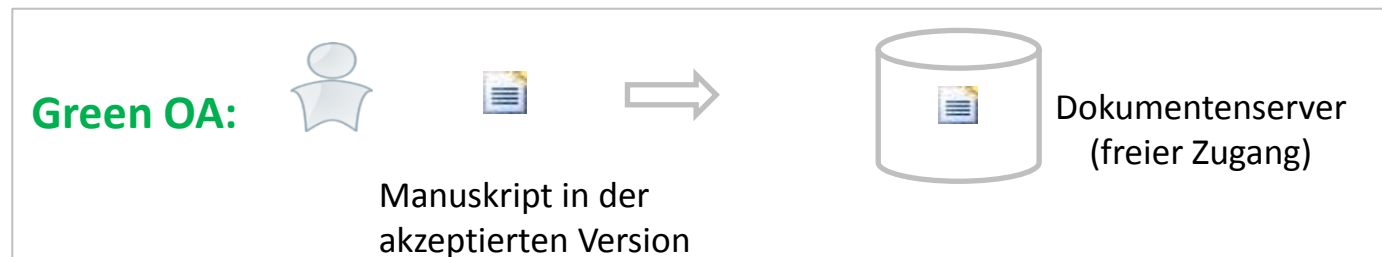 Green OA:
Dokumentenserver
(freier Zugang)
Manuskript in der
akzeptierten Version